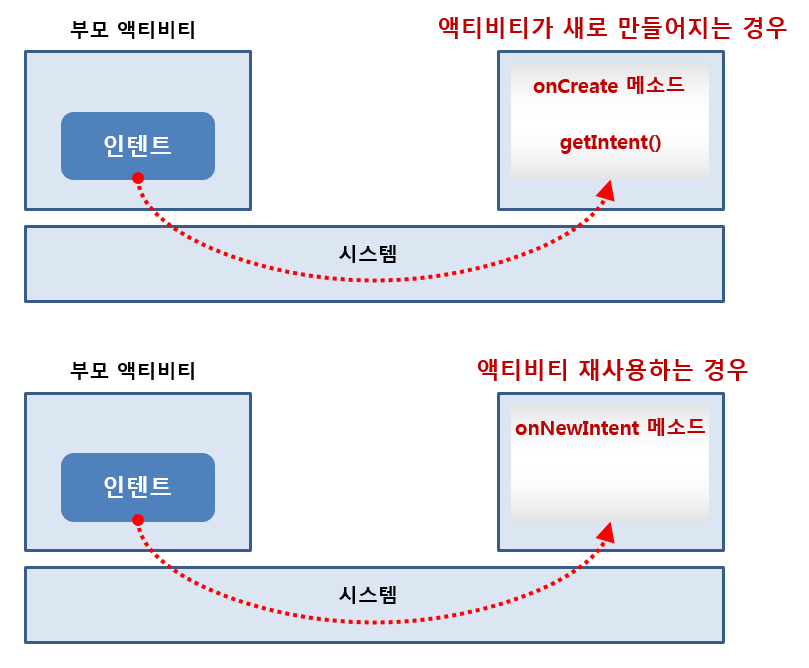 부모 액티비티
액티비티가 새로 만들어지는 경우
인텐트
onCreate 메소드
getIntent()
시스템
부모 액티비티
액티비티 재사용하는 경우
인텐트
onNewIntent 메소드
시스템